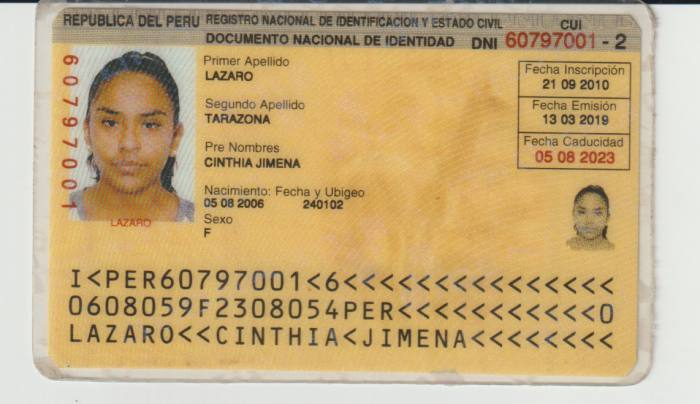 REPUBLICA DEL PERU REGISTRO NACIONAL DE IDENTIFICACION Y ESTADO CIVIL CUI
DOCUMENTO NACIONAL DE IDENTIDAD DNI 60797001 - 2
60797001
Primer Apellido
LAZARO
Segundo Apellido
TARAZONA
Pre Nombres
CINTHIA JIMENA
Nacimiento: Fecha y Ubigeo
05 08 2006 240102
Sexo
F
Fecha Inscripción
21 09 2010
Fecha Emisión
13 03 2019
Fecha Caducidad
05 08 2023
LAZARO
I<PER60797001<6<<<<<<<<<<<<<<<
0608059F2308054PER<<<<<<<<<<<0
LAZARO<<CINTHIA<JIMENA<<<<<<<<